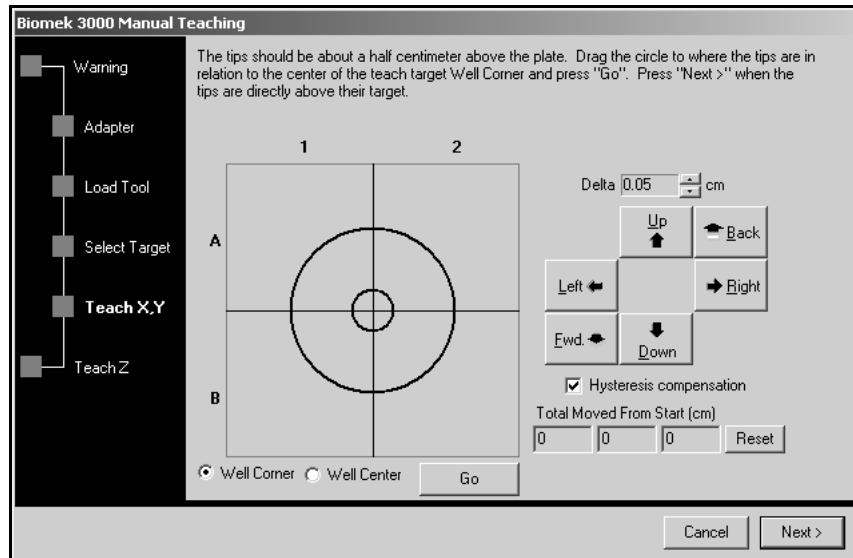 Biomek 3000 Manual Teaching
Warning
Adapter
Load Tool
Select Target
Teach X,Y
Teach Z
The tips should be about a half centimeter above the plate. Drag the circle to where the tips are in
relation to the center of the teach target Well Corner and press "Go". Press "Next >" when the
tips are directly above their target.
1 2
A
B
Well Corner Well Center Go
Delta 0.05 cm
Up Back
Left Right
Fwd. Down
Hysteresis compensation
Total Moved From Start (cm)
0 0 0 Reset
Cancel Next >